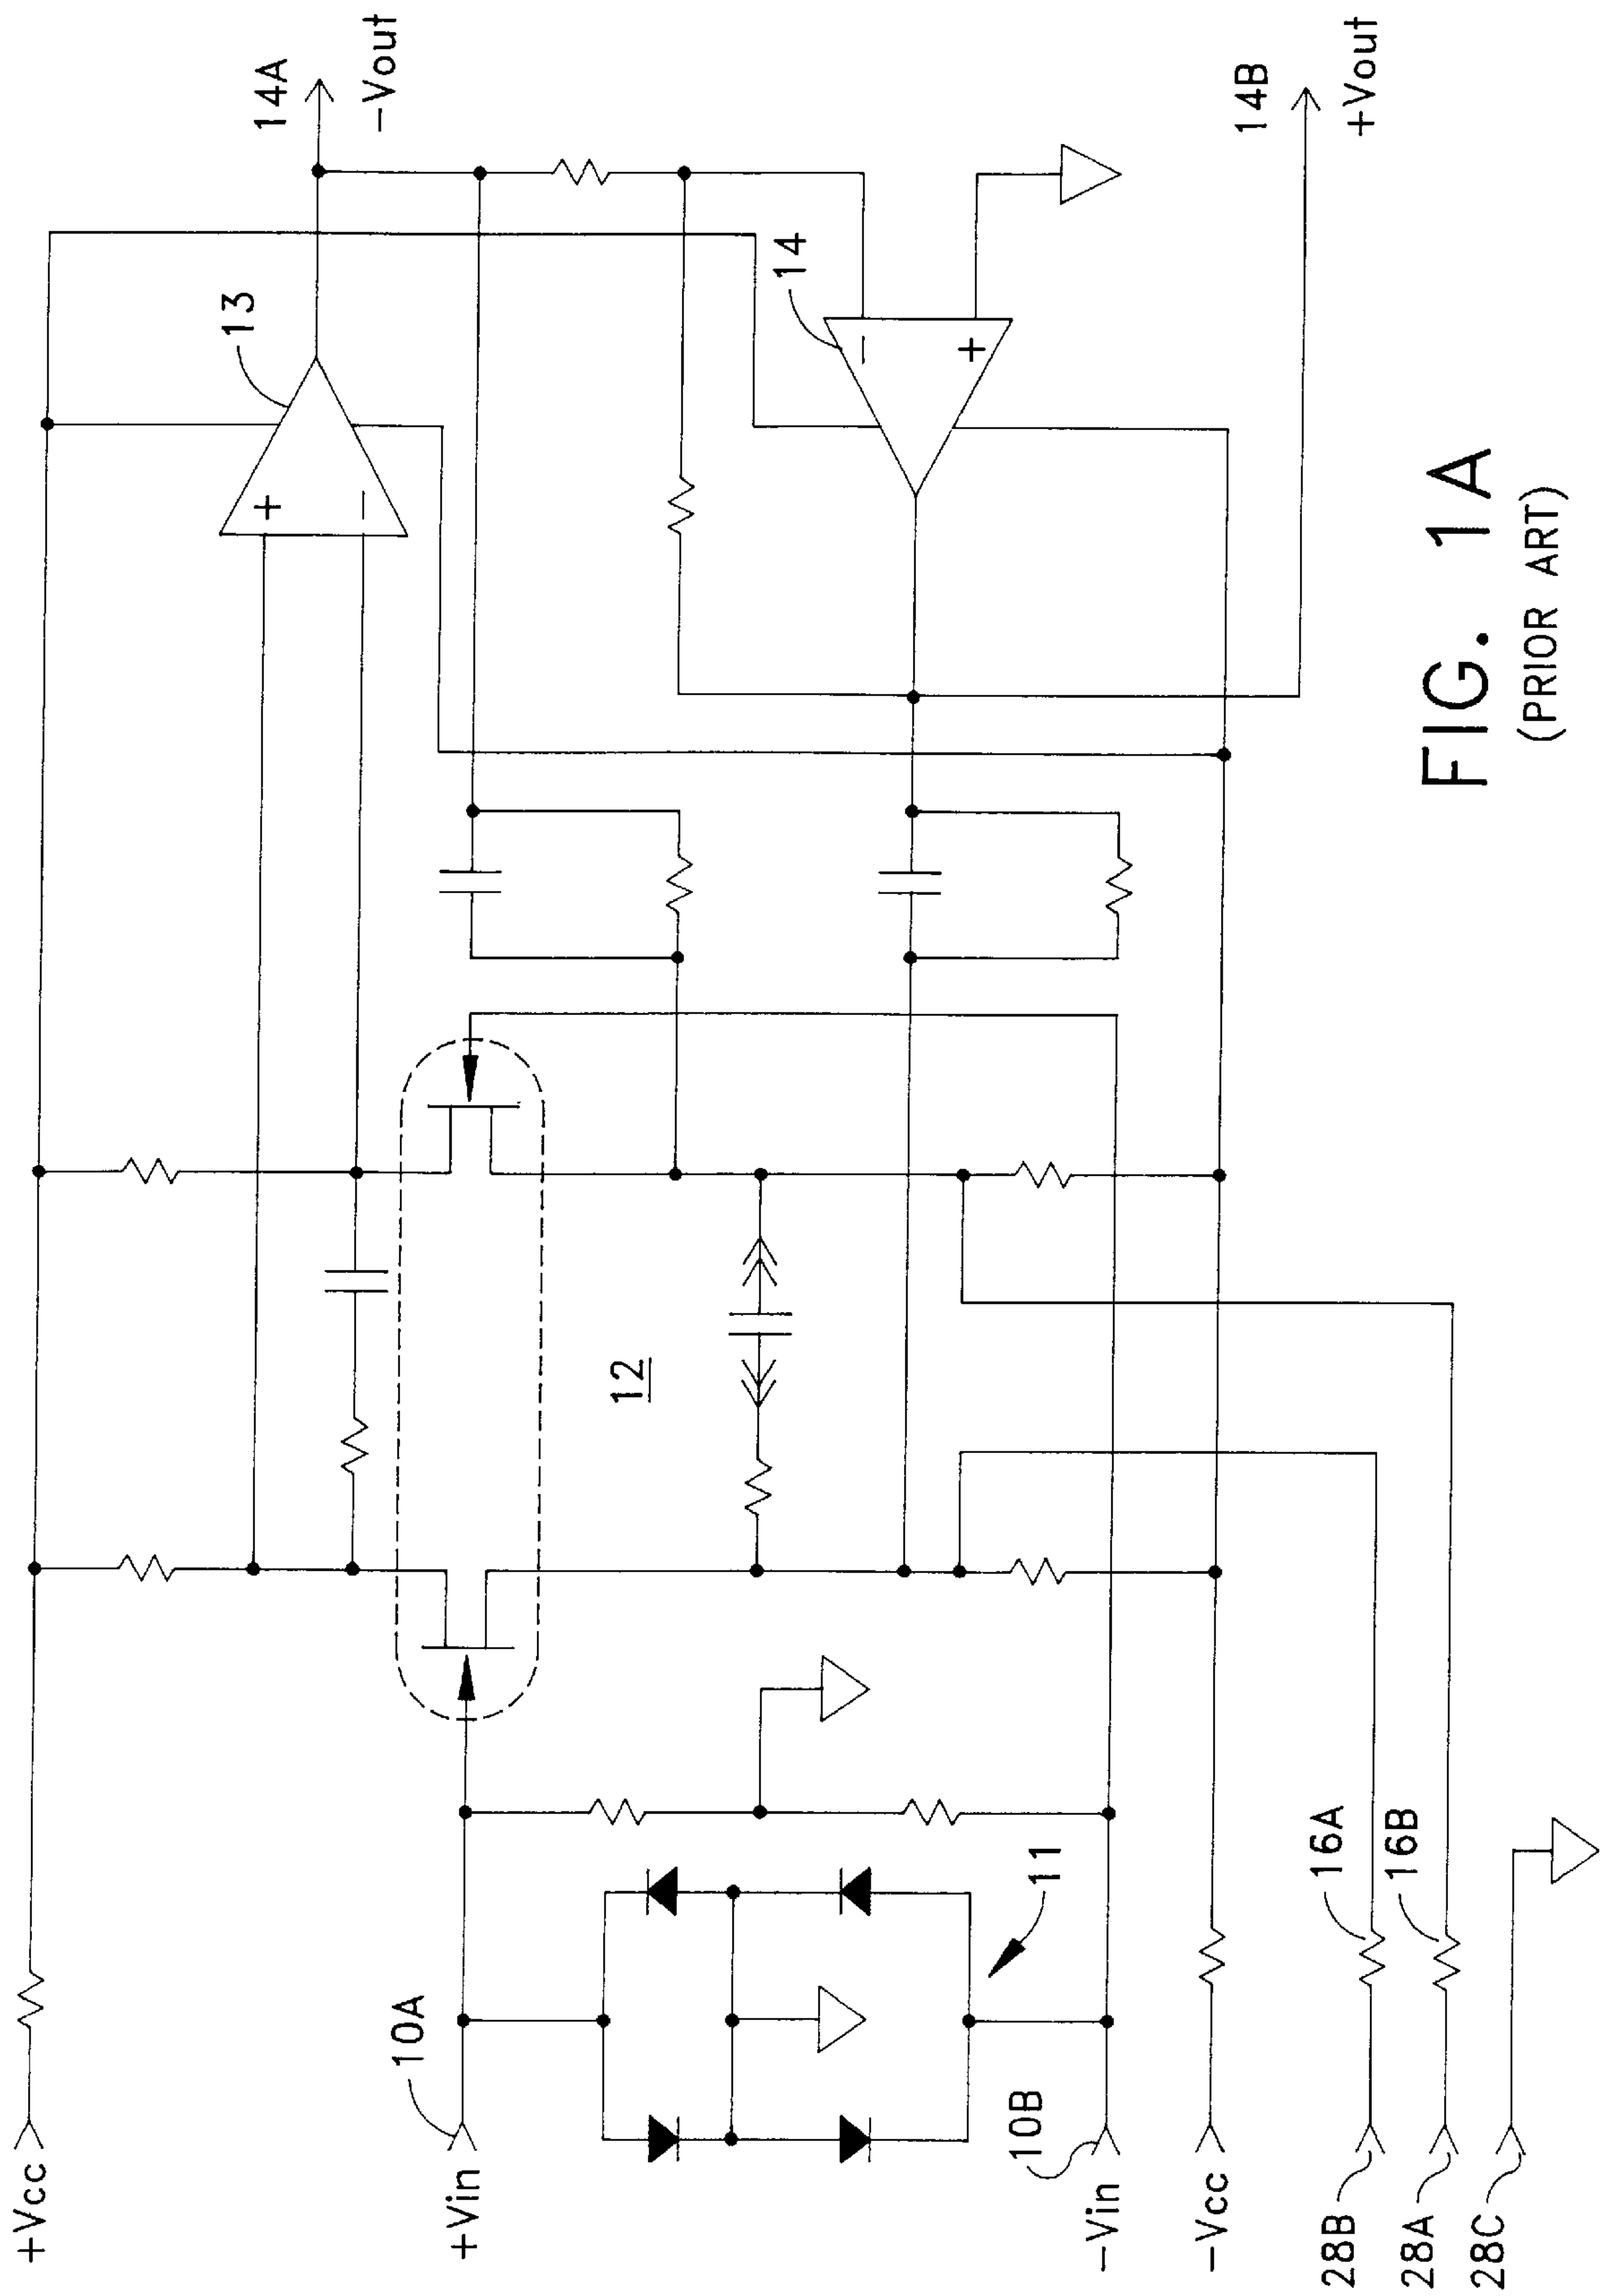 +Vcc
+Vin
10A
10B
−Vin
−Vcc
28B
28A
28C
11
16A
16B
12
13
+
−
14
−
+
14A
−Vout
14B
+Vout
FIG. 1A
(PRIOR ART)